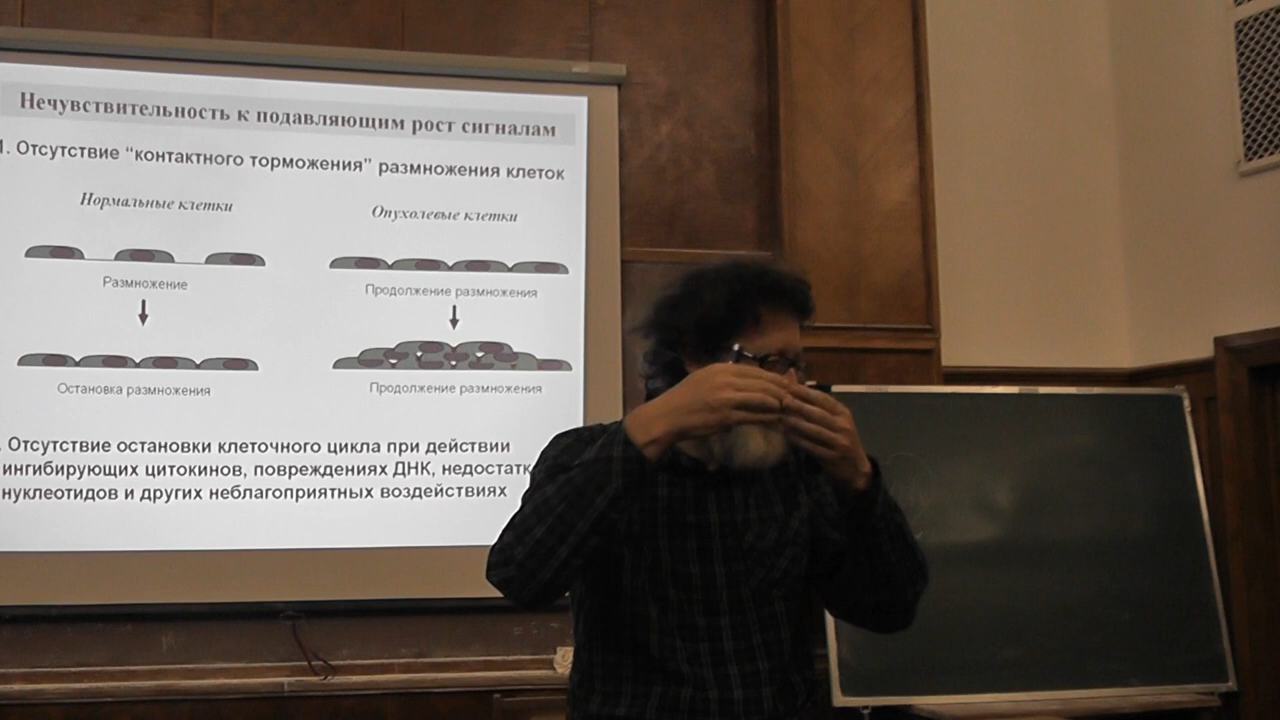 Нечувствительность к подавляющим рост сигналам
1. Отсутствие “контактного торможения” размножения клеток
Нормальные клетки
Опухолевые клетки
Размножение
Продолжение размножения
Остановка размножения
Продолжение размножения
Отсутствие остановки клеточного цикла при действии
ингибирующих цитокинов, повреждениях ДНК, недостатк
нуклеотидов и других неблагоприятных воздействиях